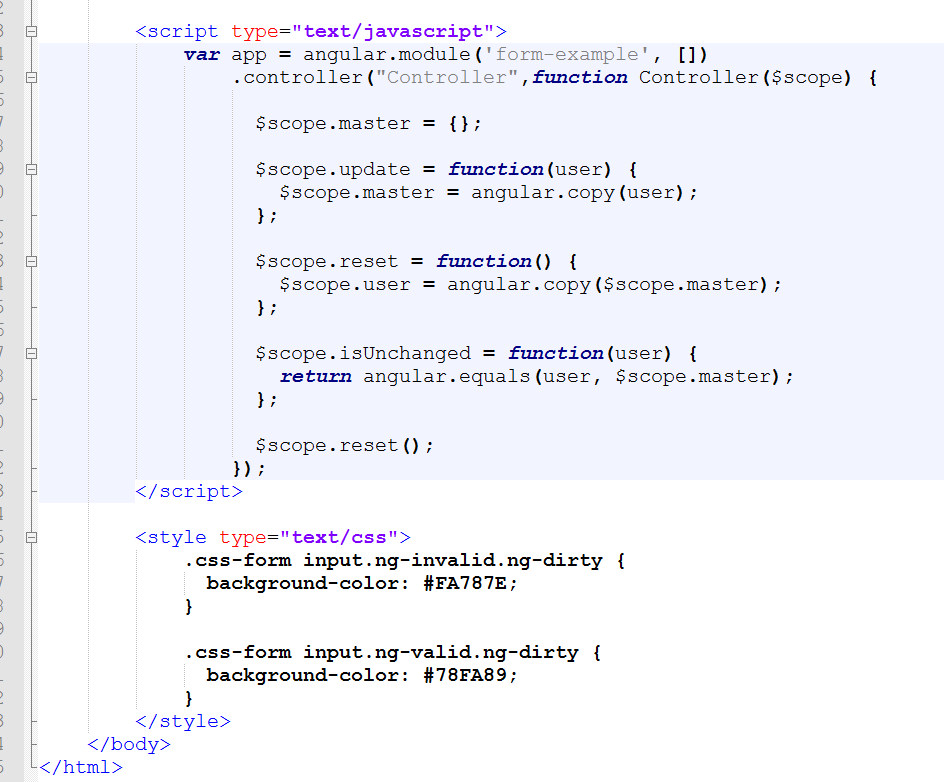 <script type="text/javascript">
var app = angular.module('form-example', [])
.controller("Controller",function Controller($scope) {
$scope.master = {};
$scope.update = function(user) {
$scope.master = angular.copy(user);
};
$scope.reset = function() {
$scope.user = angular.copy($scope.master);
};
$scope.isUnchanged = function(user) {
return angular.equals(user, $scope.master);
};
$scope.reset();
});
</script>
<style type="text/css">
.css-form input.ng-invalid.ng-dirty {
background-color: #FA787E;
}
.css-form input.ng-valid.ng-dirty {
background-color: #78FA89;
}
</style>
</body>
</html>